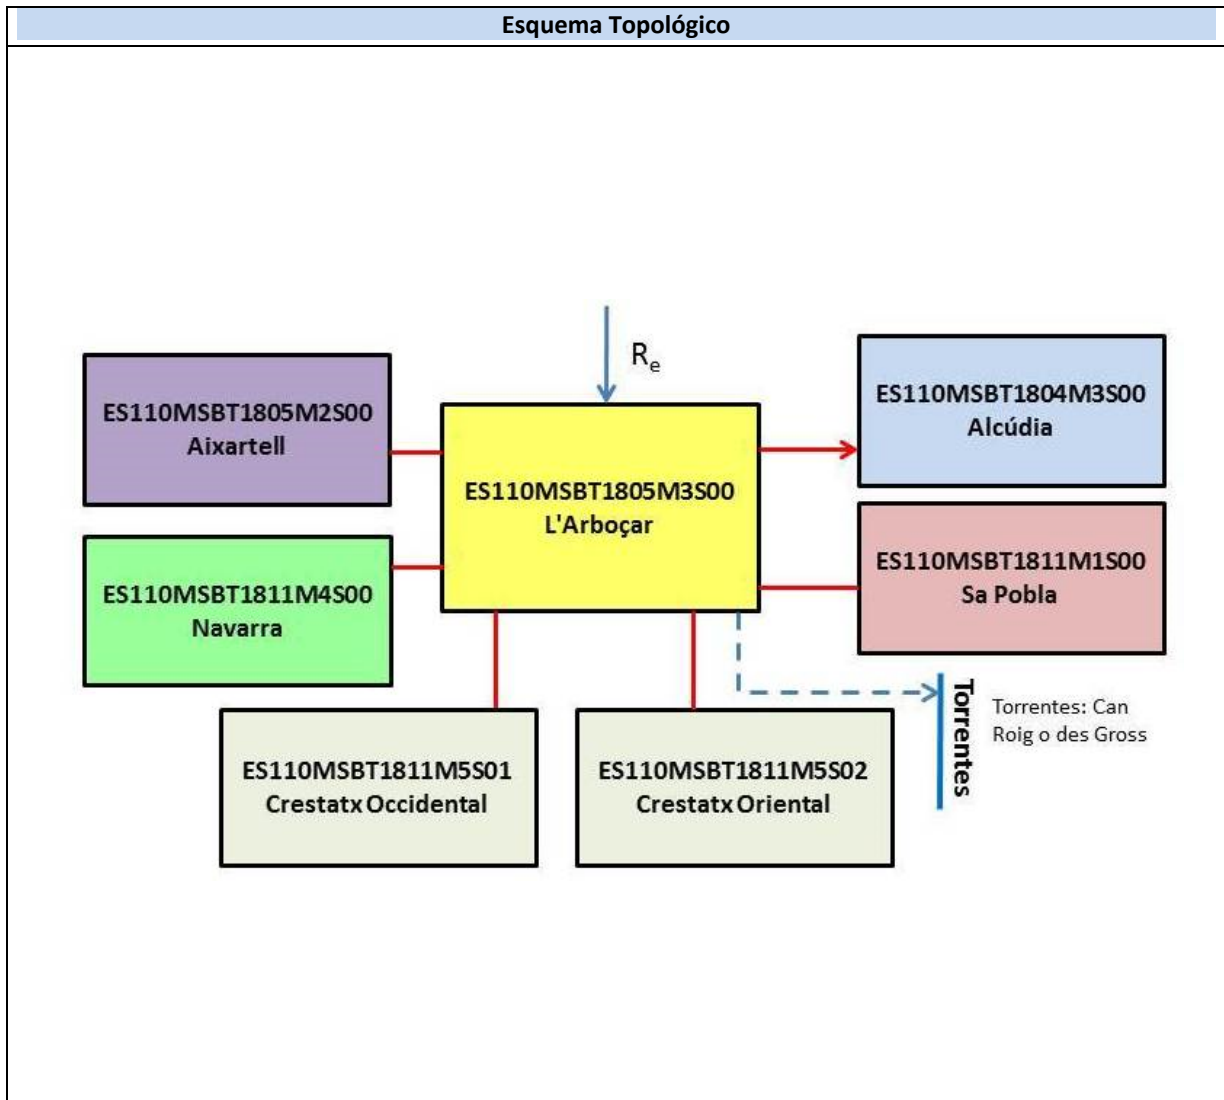 Esquema Topológico
R_e
ES110MSBT1805M2S00
Aixartell
ES110MSBT1805M3S00
L'Arboçar
ES110MSBT1804M3S00
Alcúdia
ES110MSBT1811M4S00
Navarra
ES110MSBT1811M1S00
Sa Pobla
ES110MSBT1811M5S01
Crestatx Occidental
ES110MSBT1811M5S02
Crestatx Oriental
Torrentes
Torrentes: Can
Roig o des Gross